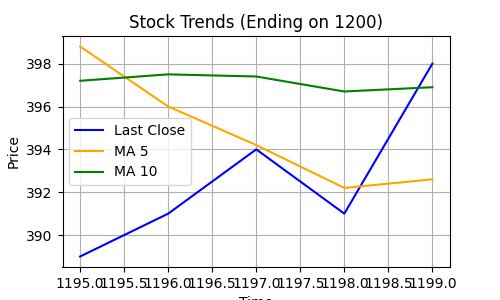 Stock Trends (Ending on 1200)
Price
398
396
394
392
390
Last Close
MA 5
MA 10
1195.0 1195.5 1196.0 1196.5 1197.0 1197.5 1198.0 1198.5 1199.0
Time